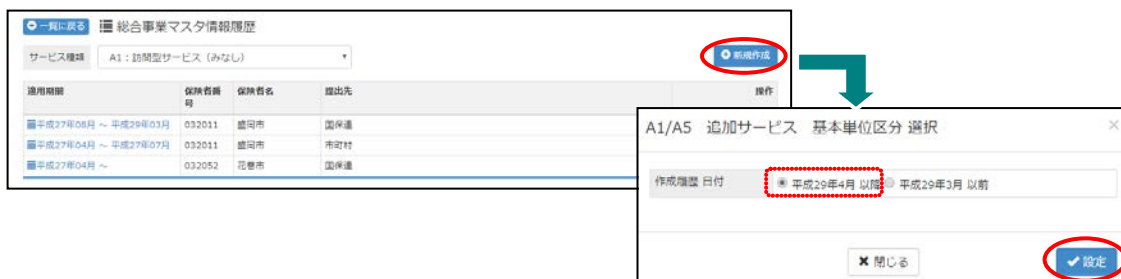 一覧に戻る 総合事業マスタ情報履歴
サービス種類 A1：訪問型サービス（みなし） 新規作成
適用期間 保険者番号 保険者名 提出先 操作
平成27年08月 ～ 平成29年03月 032011 盛岡市 国保連
平成27年04月 ～ 平成27年07月 032011 盛岡市 市町村
平成27年04月 ～ 032052 花巻市 国保連
A1/A5 追加サービス 基本単位区分 選択 ×
作成履歴 日付 平成29年4月 以降 平成29年3月 以前
閉じる 設定